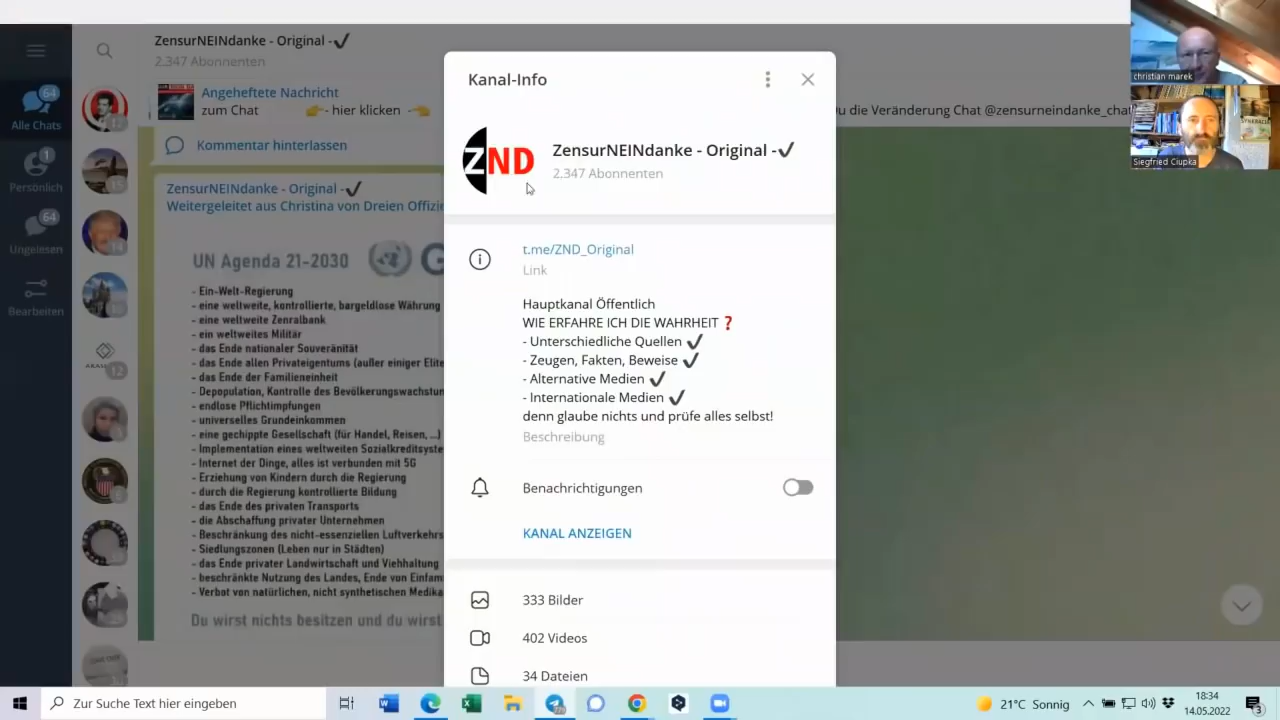 ZensurNEINdanke - Original -✔
2.347 Abonnenten
Angeheftete Nachricht
zum Chat 👉- hier klicken -👈
Du die Veränderung Chat @zensurneindanke_chat
christian marek
Siegfried Ciupka
64
Alle Chats
1
Persönlich
64
Ungelesen
Bearbeiten
15
14
12
Kommentar hinterlassen
ZensurNEINdanke - Original -✔
Weitergeleitet aus Christina von Dreien Offizi
UN Agenda 21-2030
- Ein-Welt-Regierung
- eine weltweite, kontrollierte, bargeldlose Währung
- eine weltweite Zenralbank
- ein weltweites Militär
- das Ende nationaler Souveränität
- das Ende allen Privateigentums (außer einiger Elite
- das Ende der Familieneinheit
- Depopulation, Kontrolle des Bevölkerungswachstun
- endlose Pflichtimpfungen
- universelles Grundeinkommen
- eine gechippte Gesellschaft (für Handel, Reisen, ...)
- Implementation eines weltweiten Sozialkreditsyste
- Internet der Dinge, alles ist verbunden mit 5G
- Erziehung von Kindern durch die Regierung
- durch die Regierung kontrollierte Bildung
- das Ende des privaten Transports
- die Abschaffung privater Unternehmen
- Beschränkung des nicht-essenziellen Luftverkehrs
- Siedlungszonen (Leben nur in Städten)
- das Ende privater Landwirtschaft und Viehhaltung
- beschränkte Nutzung des Landes, Ende von Einfam
- Verbot von natürlichen, nicht synthetischen Medika
Du wirst nichts besitzen und du wirst
Kanal-Info
ZND
ZensurNEINdanke - Original -✔
2.347 Abonnenten
t.me/ZND_Original
Link
Hauptkanal Öffentlich
WIE ERFAHRE ICH DIE WAHRHEIT ❓
- Unterschiedliche Quellen ✔
- Zeugen, Fakten, Beweise ✔
- Alternative Medien ✔
- Internationale Medien ✔
denn glaube nichts und prüfe alles selbst!
Beschreibung
Benachrichtigungen
KANAL ANZEIGEN
333 Bilder
402 Videos
34 Dateien
Zur Suche Text hier eingeben
21°C Sonnig
18:34
14.05.2022
3